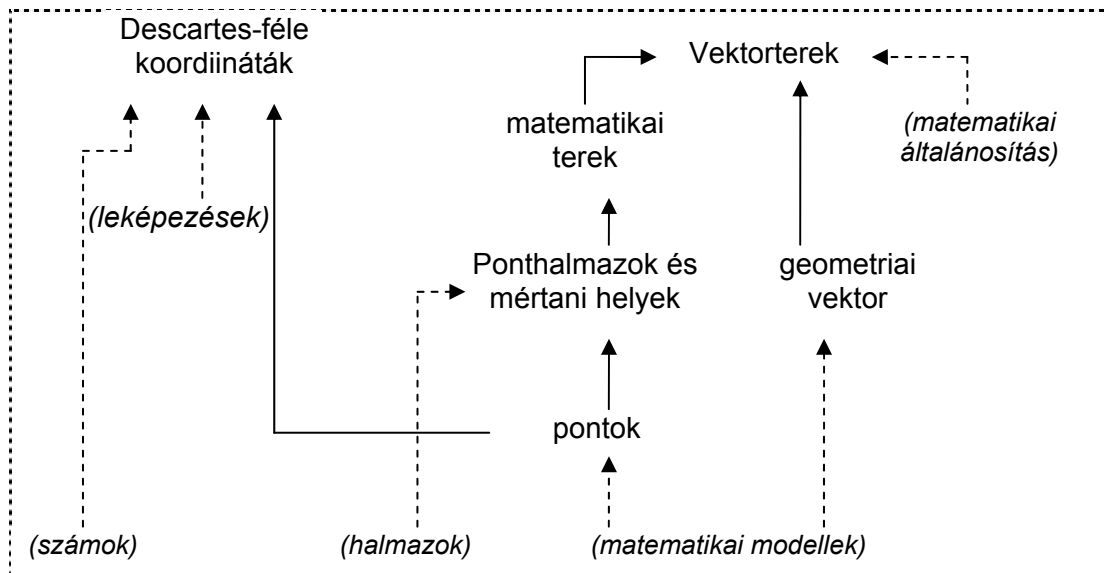 Descartes-féle
koordiináták
Vektorterek
matematikai
terek
(matematikai
általánosítás)
(leképezések)
Ponthalmazok és
mértani helyek
geometriai
vektor
pontok
(számok)
(halmazok)
(matematikai modellek)